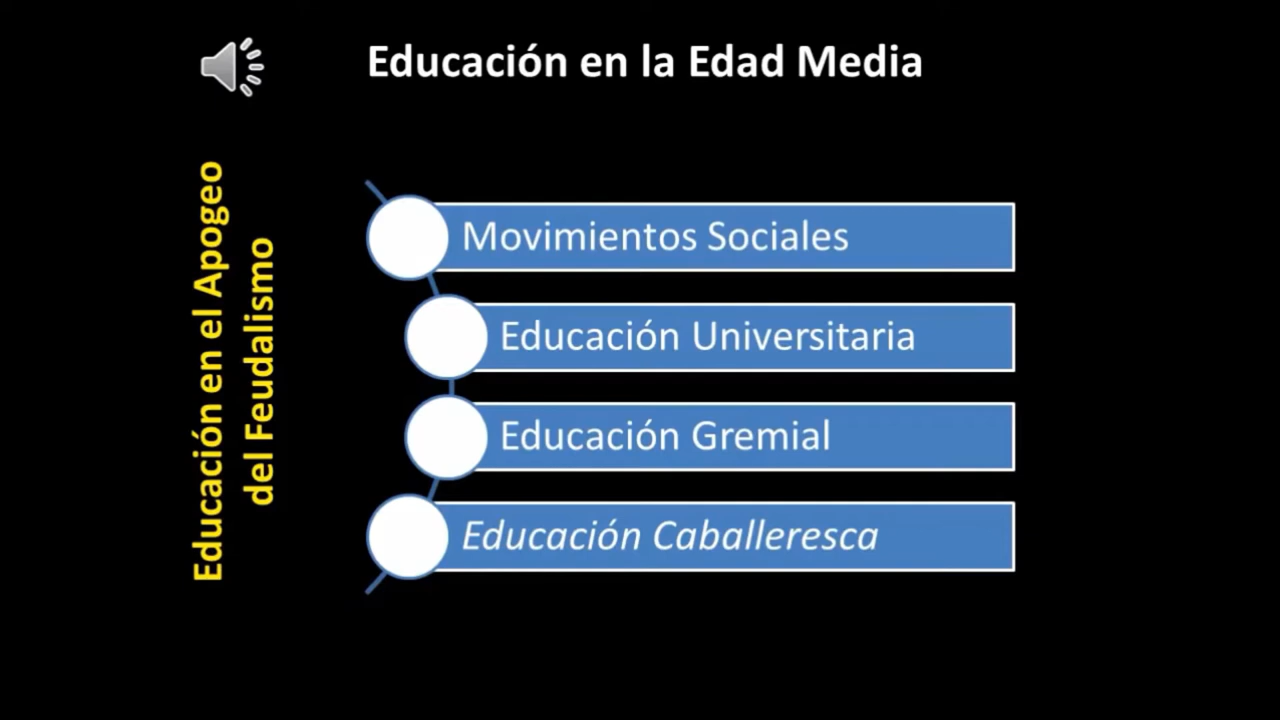 Educación en la Edad Media
Educación en el Apogeo
del Feudalismo
Movimientos Sociales
Educación Universitaria
Educación Gremial
Educación Caballeresca